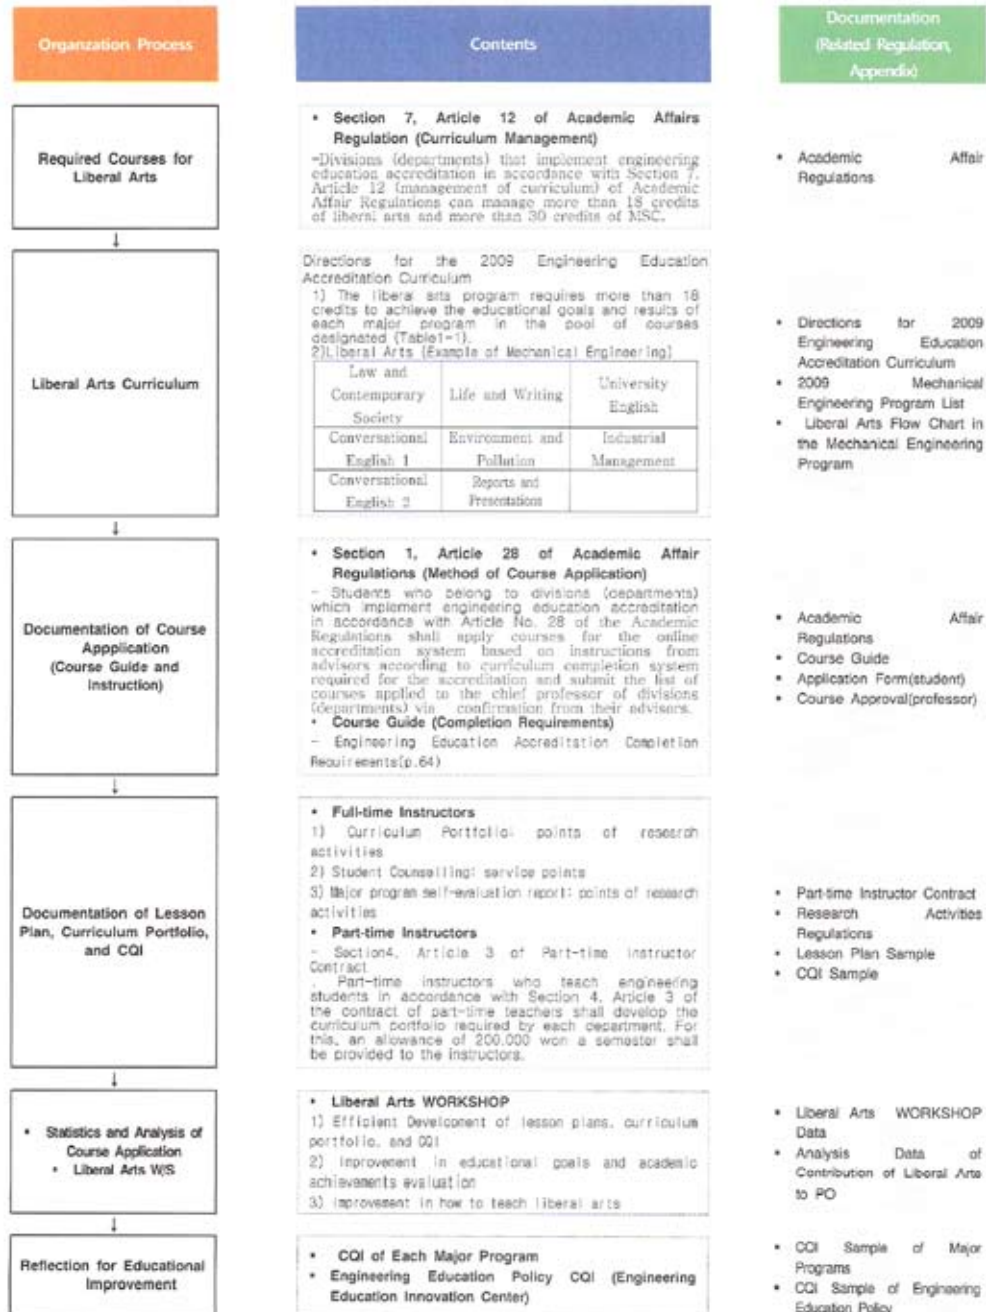 Organzation Process
Contents
Documentation
(Related Regulation,
Appendix)
Required Courses for
Liberal Arts
• Section 7, Article 12 of Academic Affairs
Regulation (Curriculum Management)
-Divisions (departments) that implement engineering
education accreditation in accordance with Section 7,
Article 12 (management of curriculum) of Academic
Affair Regulations can manage more than 18 credits
of liberal arts and more than 30 credits of MSC.
• Academic Affair
Regulations
↓
Liberal Arts Curriculum
Directions for the 2009 Engineering Education
Accreditation Curriculum
1) The liberal arts program requires more than 18
credits to achieve the educational goals and results of
each major program in the pool of courses
designated (Table1-1).
2)Liberal Arts (Example of Mechanical Engineering)
Law and
Contemporary
Society
Life and Writing
University
English
Conversational
English 1
Environment and
Pollution
Industrial
Management
Conversational
English 2
Reports and
Presentations
• Directions for 2009
Engineering Education
Accreditation Curriculum
• 2009 Mechanical
Engineering Program List
• Liberal Arts Flow Chart in
the Mechanical Engineering
Program
↓
Documentation of Course
Appplication
(Course Guide and
Instruction)
• Section 1, Article 28 of Academic Affair
Regulations (Method of Course Application)
- Students who belong to divisions (departments)
which implement engineering education accreditation
in accordance with Article No. 28 of the Academic
Regulations shall apply courses for the online
accreditation system based on instructions from
advisors according to curriculum completion system
required for the accreditation and submit the list of
courses applied to the chief professor of divisions
(departments) via confirmation from their advisors.
• Course Guide (Completion Requirements)
- Engineering Education Accreditation Completion
Requirements(p.64)
• Academic Affair
Regulations
• Course Guide
• Application Form(student)
• Course Approval(professor)
↓
Documentation of Lesson
Plan, Curriculum Portfolio,
and CQI
• Full-time Instructors
1) Curriculum Portfolio: points of research
activities
2) Student Counselling: service points
3) Major program self-evaluation report: points of research
activities
• Part-time Instructors
- Section4, Article 3 of Part-time Instructor
Contract
. Part-time instructors who teach engineering
students in accordance with Section 4, Article 3 of
the contract of part-time teachers shall develop the
curriculum portfolio required by each department. For
this, an allowance of 200.000 won a semester shall
be provided to the instructors.
• Part-time Instructor Contract
• Research Activities
Regulations
• Lesson Plan Sample
• CQI Sample
↓
• Statistics and Analysis of
Course Application
• Liberal Arts W/S
• Liberal Arts WORKSHOP
1) Efficient Development of lesson plans, curriculum
portfolio, and CQI
2) Improvement in educational goals and academic
achievements evaluation
3) Improvement in how to teach liberal arts
• Liberal Arts WORKSHOP
Data
• Analysis Data of
Contribution of Liberal Arts
to PO
↓
Reflection for Educational
Improvement
• CQI of Each Major Program
• Engineering Education Policy CQI (Engineering
Education Innovation Center)
• CQI Sample of Major
Programs
• CQI Sample of Engineering
Education Policy